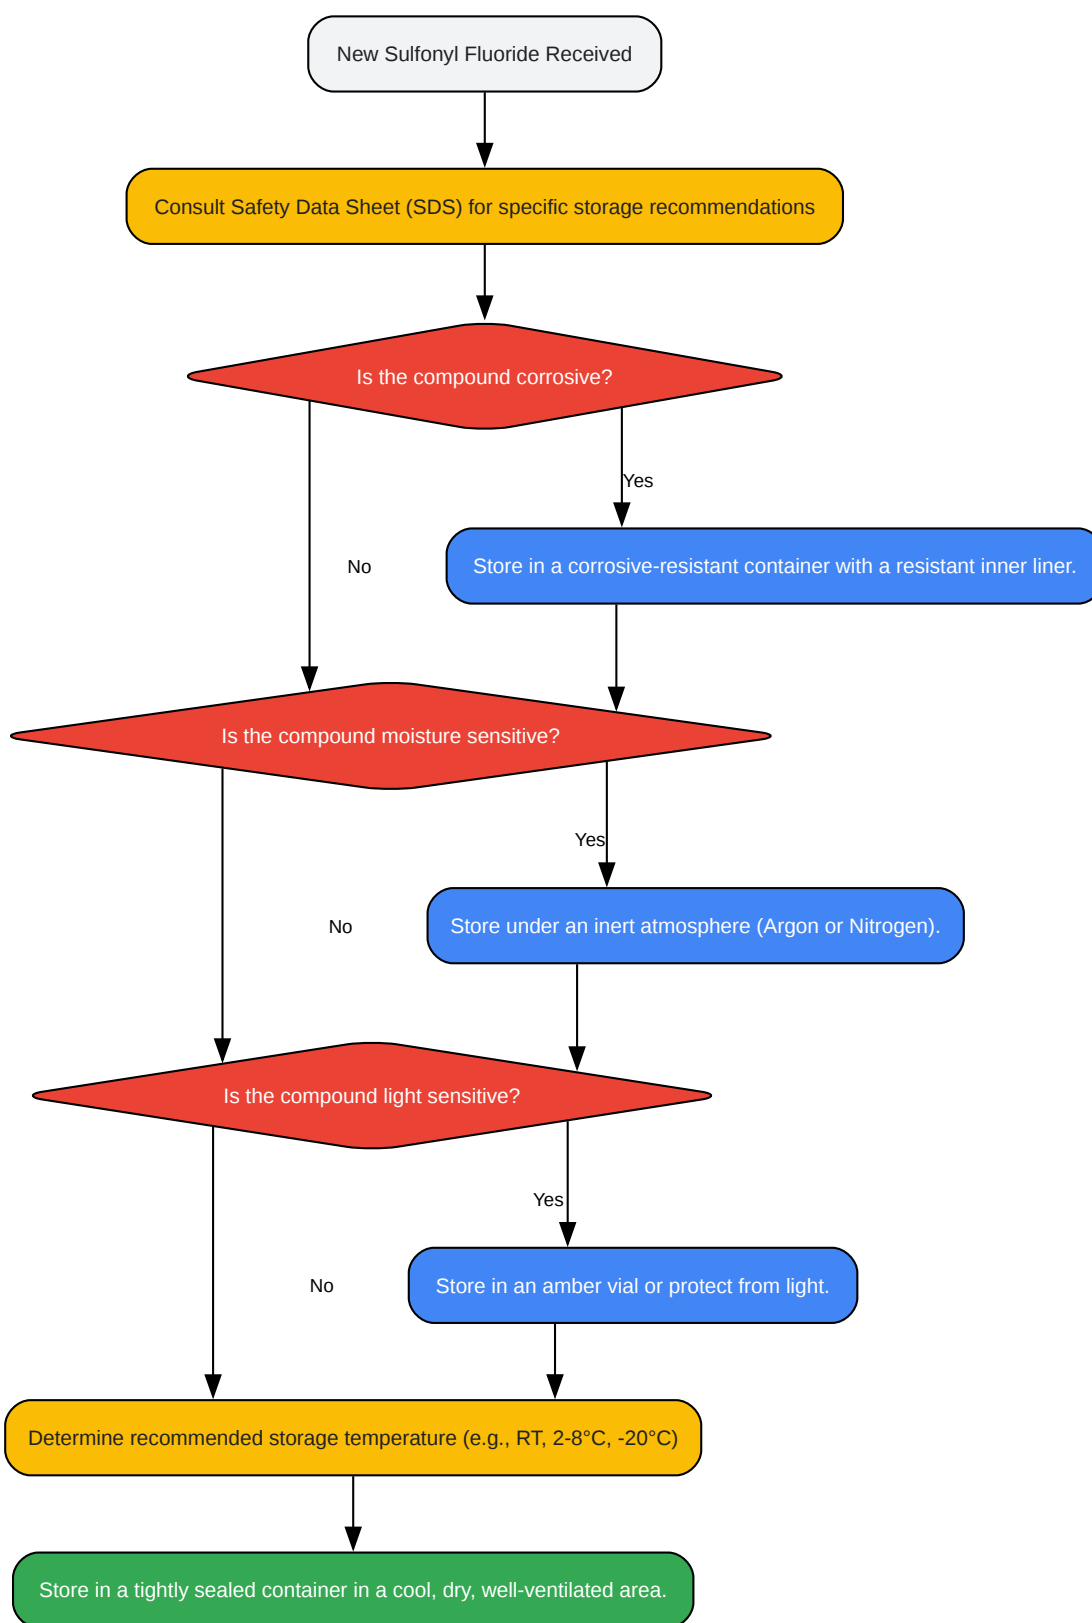 New Sulfonyl Fluoride Received
Consult Safety Data Sheet (SDS) for specific storage recommendations
Is the compound corrosive?
Yes
Store in a corrosive-resistant container with a resistant inner liner.
No
Is the compound moisture sensitive?
Yes
Store under an inert atmosphere (Argon or Nitrogen).
No
Is the compound light sensitive?
Yes
Store in an amber vial or protect from light.
No
Determine recommended storage temperature (e.g., RT, 2-8°C, -20°C)
Store in a tightly sealed container in a cool, dry, well-ventilated area.